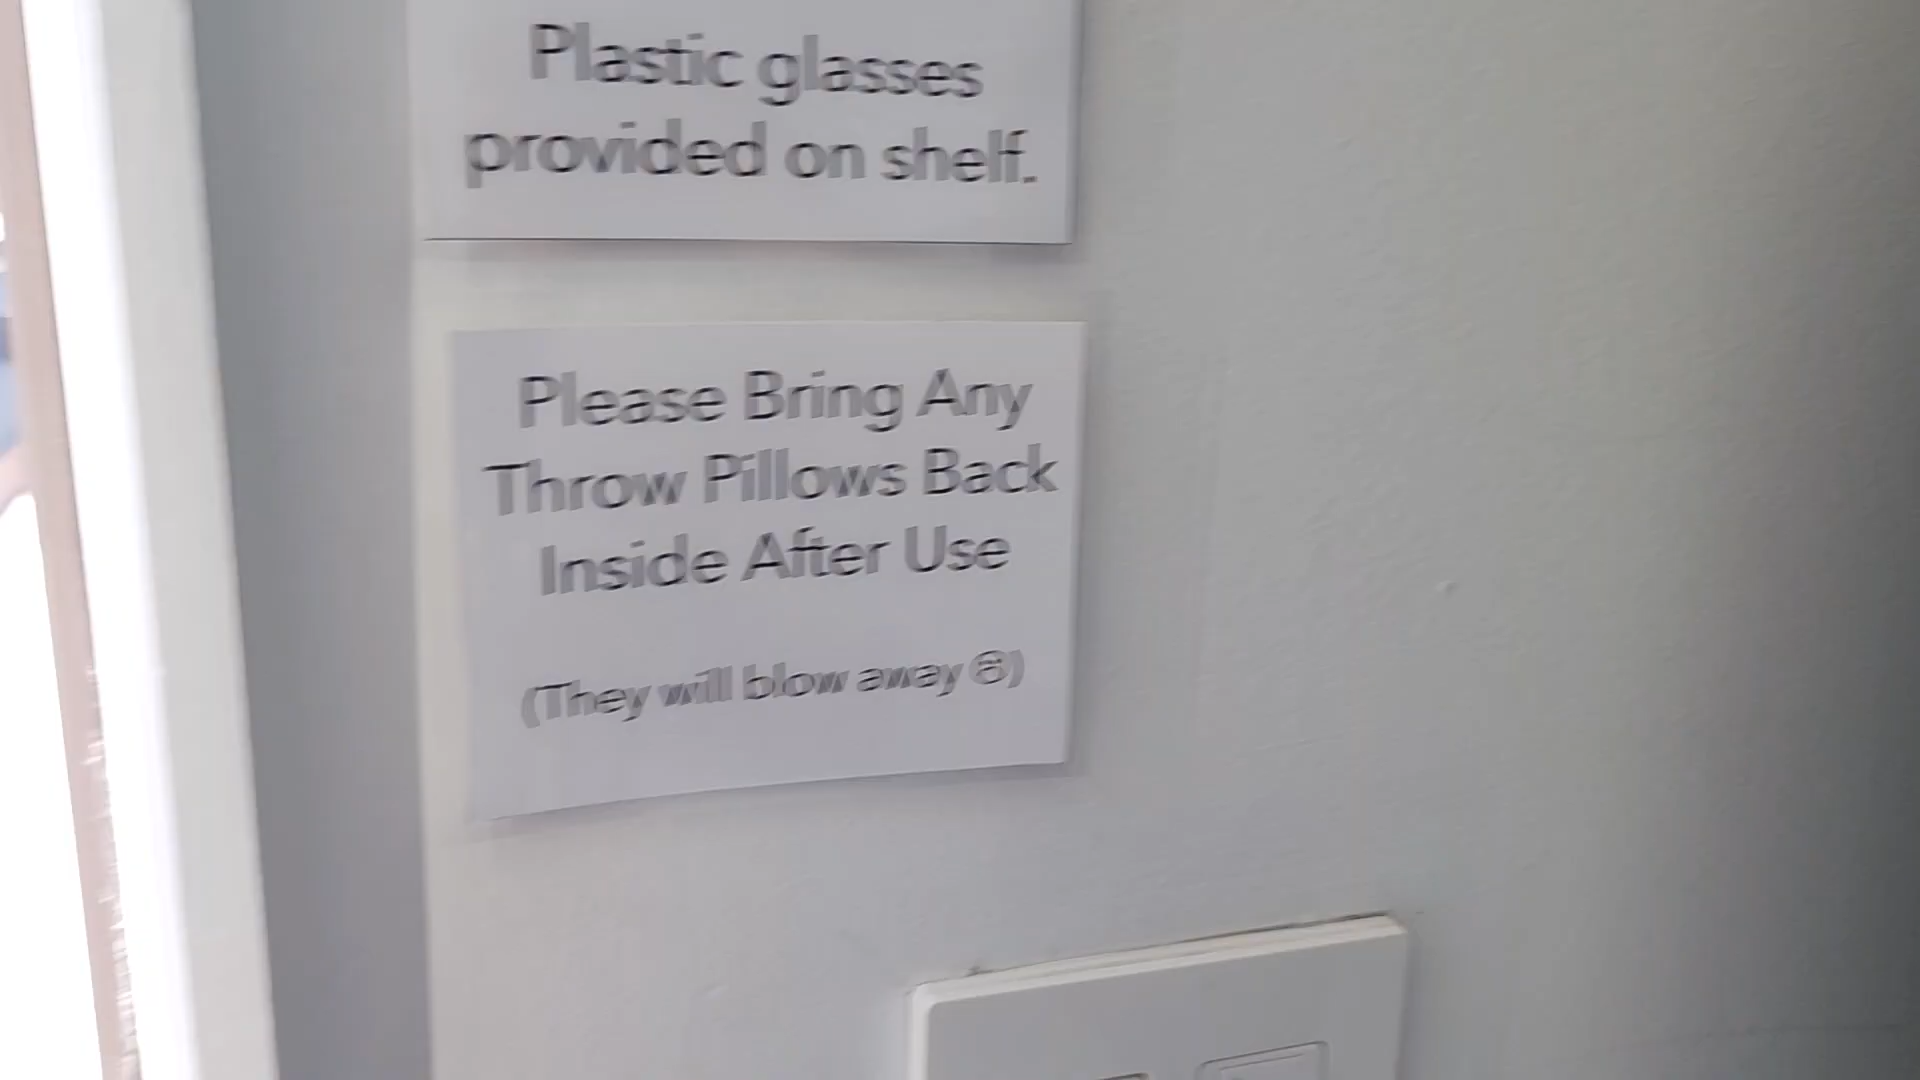 Plastic glasses
provided on shelf.
Please Bring Any
Throw Pillows Back
Inside After Use
(They will blow away ☹)